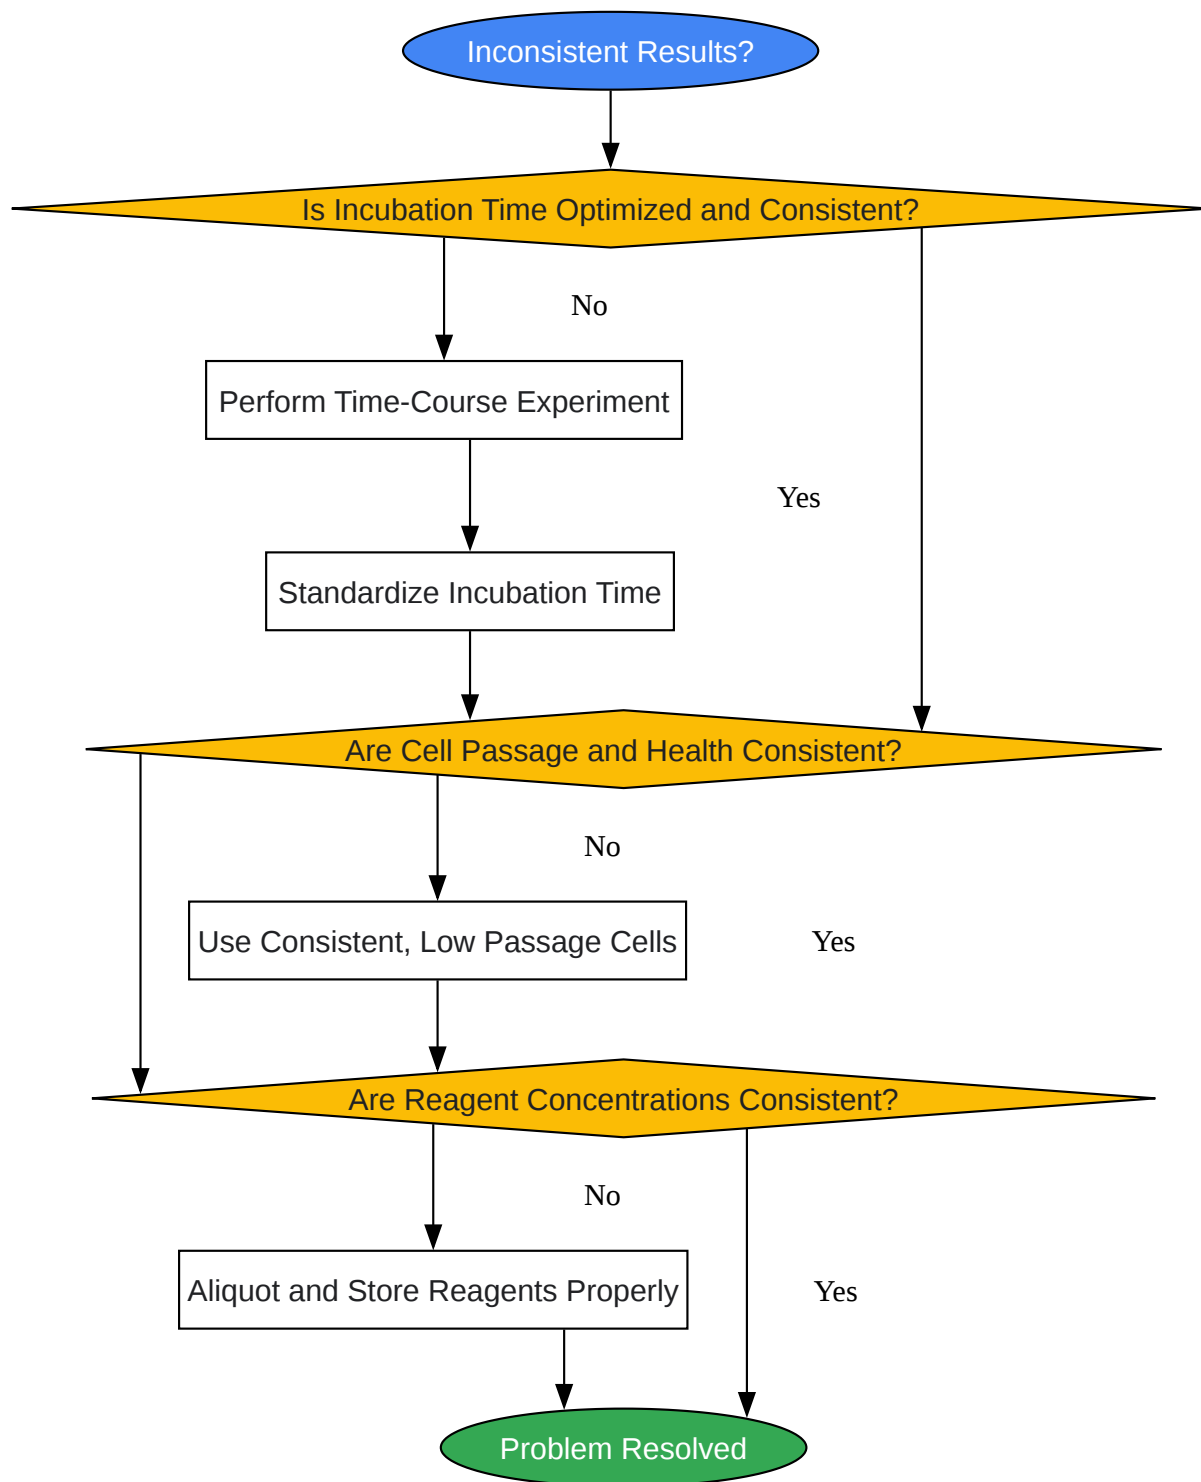 Inconsistent Results?
Is Incubation Time Optimized and Consistent?
No
Perform Time-Course Experiment
Yes
Standardize Incubation Time
Are Cell Passage and Health Consistent?
No
Use Consistent, Low Passage Cells
Yes
Are Reagent Concentrations Consistent?
No
Aliquot and Store Reagents Properly
Yes
Problem Resolved